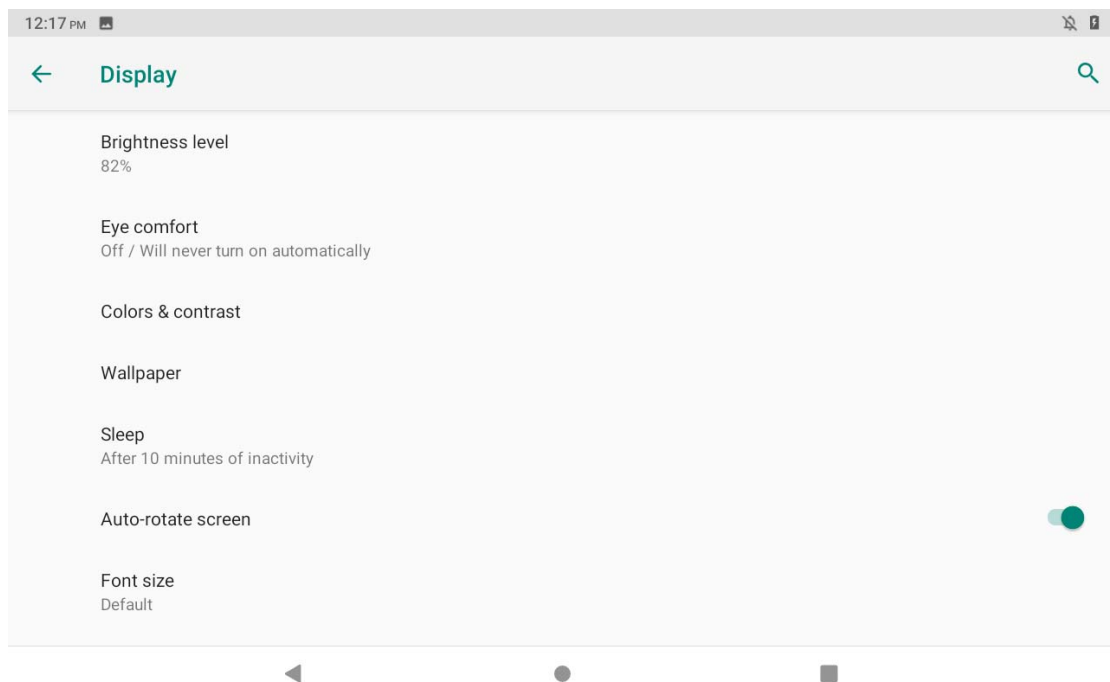 12:17 PM
Display
Brightness level
82%
Eye comfort
Off / Will never turn on automatically
Colors & contrast
Wallpaper
Sleep
After 10 minutes of inactivity
Auto-rotate screen
Font size
Default